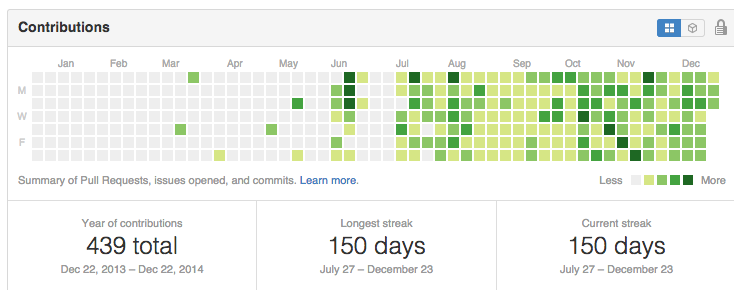 Contributions
Jan Feb Mar Apr May Jun Jul Aug Sep Oct Nov Dec
M
W
F
Summary of Pull Requests, issues opened, and commits. Learn more.
Less More
Year of contributions
439 total
Dec 22, 2013 – Dec 22, 2014
Longest streak
150 days
July 27 – December 23
Current streak
150 days
July 27 – December 23